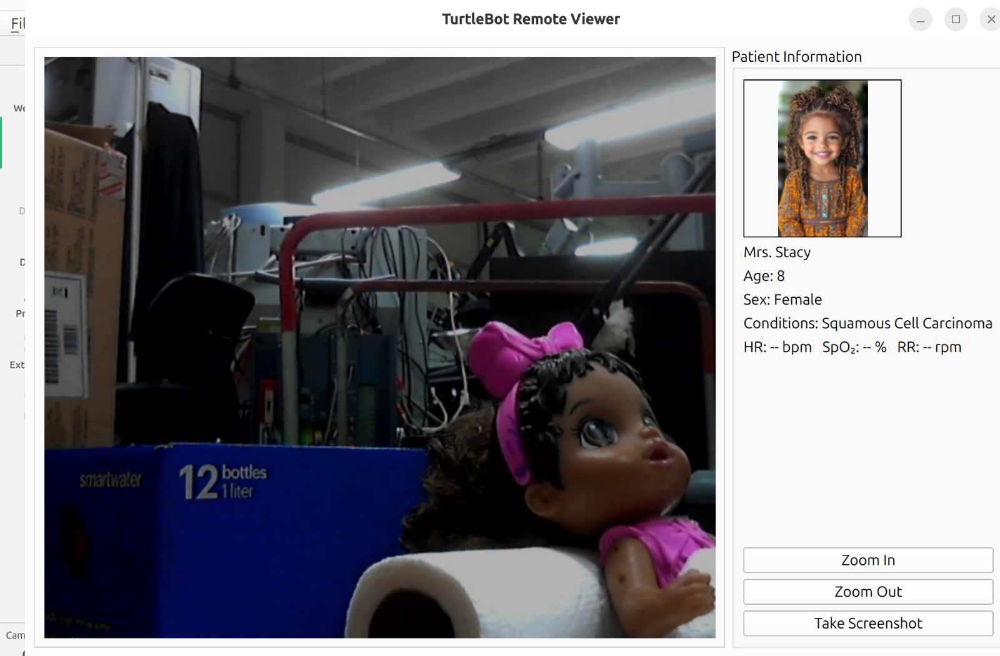 TurtleBot Remote Viewer
Fil
We
D
D
Pr
Ext
Cam
smartwater
12 bottles
1 liter
Patient Information
Mrs. Stacy
Age: 8
Sex: Female
Conditions: Squamous Cell Carcinoma
HR: -- bpm SpO₂: -- % RR: -- rpm
Zoom In
Zoom Out
Take Screenshot